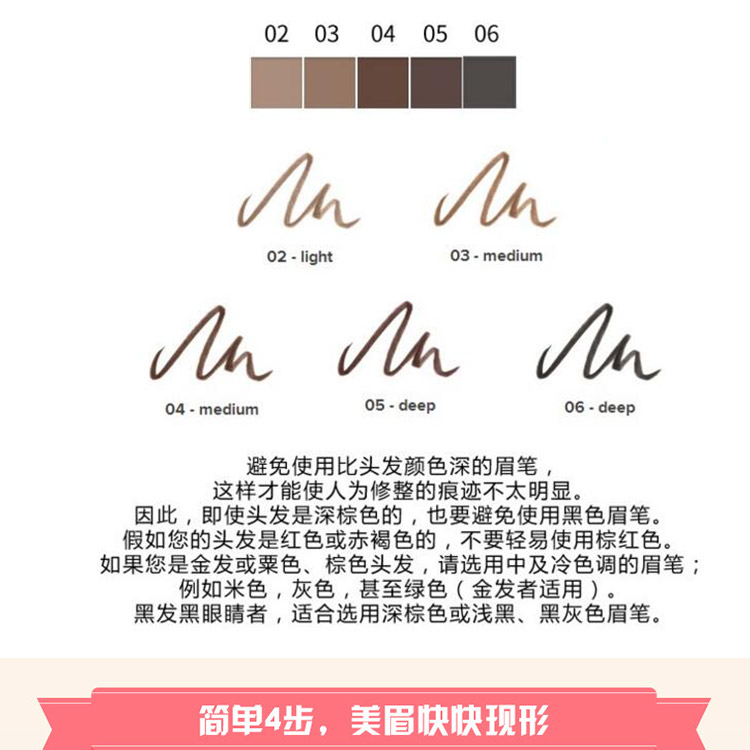 02 03 04 05 06
02 - light
03 - medium
04 - medium
05 - deep
06 - deep
避免使用比头发颜色深的眉笔，
这样才能使人为修整的痕迹不太明显。
因此，即使头发是深棕色的，也要避免使用黑色眉笔。
假如您的头发是红色或赤褐色的，不要轻易使用棕红色。
如果您是金发或粟色、棕色头发，请选用中及冷色调的眉笔；
例如米色，灰色，甚至绿色（金发者适用）。
黑发黑眼睛者，适合选用深棕色或浅黑、黑灰色眉笔。
简单4步，美眉快快现形